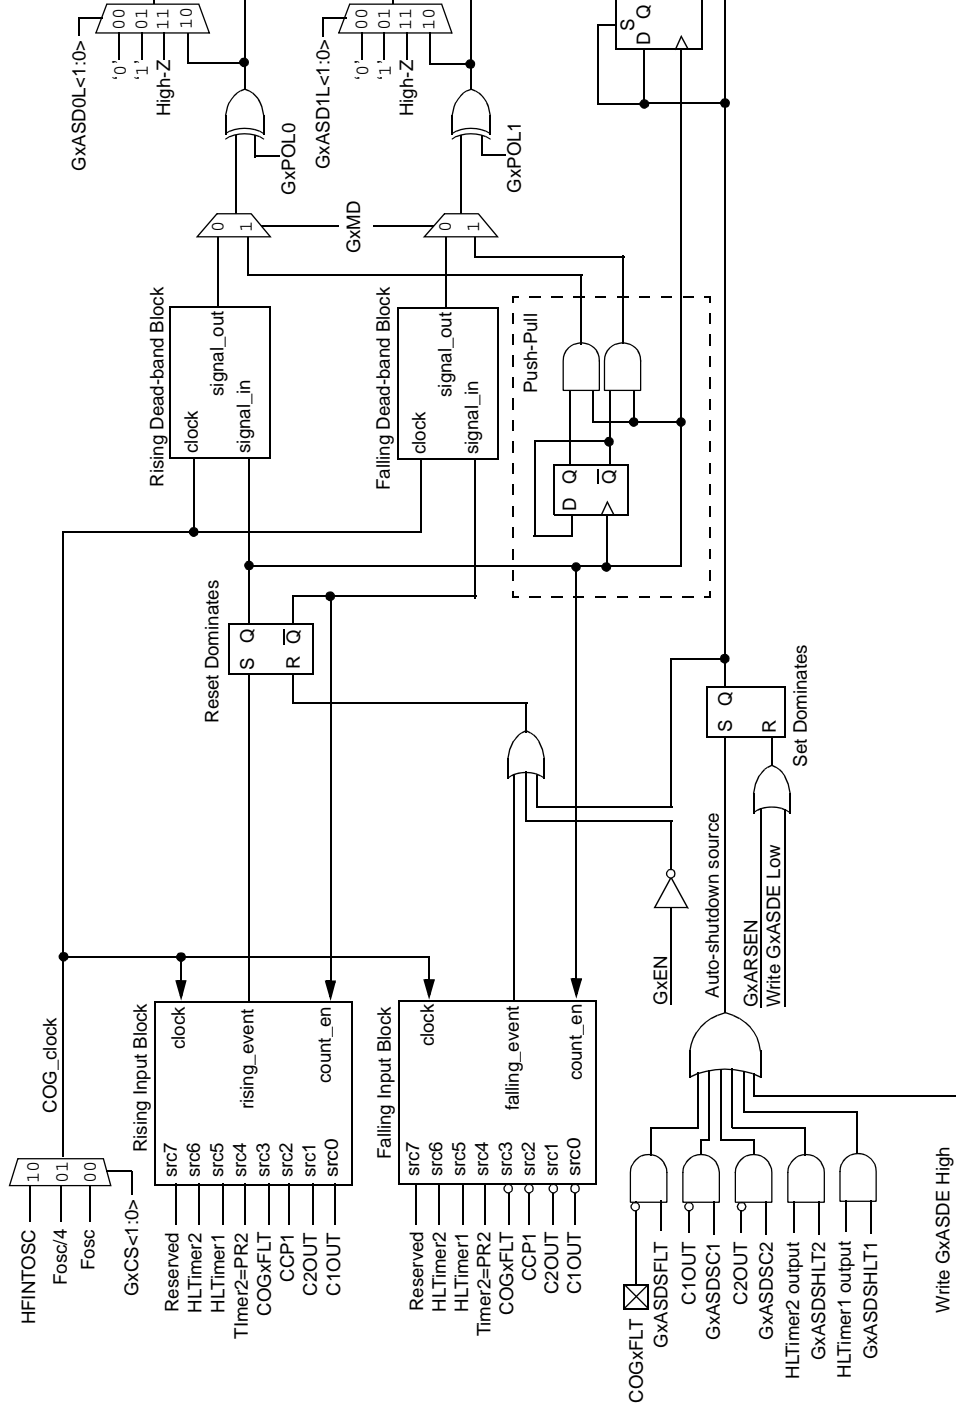 GxASD0L<1:0>
'0'
'1'
High-Z
00
01
11
10
GxPOL0
GxASD1L<1:0>
'0'
'1'
High-Z
00
01
11
10
GxPOL1
S
D Q
0
1
GxMD
0
1
Rising Dead-band Block
clock
signal_out
signal_in
Falling Dead-band Block
clock
signal_out
signal_in
Push-Pull
D Q
Q
Reset Dominates
S Q
R Q
Set Dominates
S Q
R
COG_clock
HFINTOSC
Fosc/4
Fosc
10
01
00
GxCS<1:0>
Rising Input Block
clock
rising_event
count_en
Reserved src7
HLTimer2 src6
HLTimer1 src5
TImer2=PR2 src4
COGxFLT src3
CCP1 src2
C2OUT src1
C1OUT src0
Falling Input Block
clock
falling_event
count_en
Reserved src7
HLTimer2 src6
HLTimer1 src5
Timer2=PR2 src4
COGxFLT src3
CCP1 src2
C2OUT src1
C1OUT src0
GxEN
Auto-shutdown source
GxARSEN
Write GxASDE Low
COGxFLT
GxASDSFLT
C1OUT
GxASDSC1
C2OUT
GxASDSC2
HLTimer2 output
GxASDSHLT2
HLTimer1 output
GxASDSHLT1
Write GxASDE High